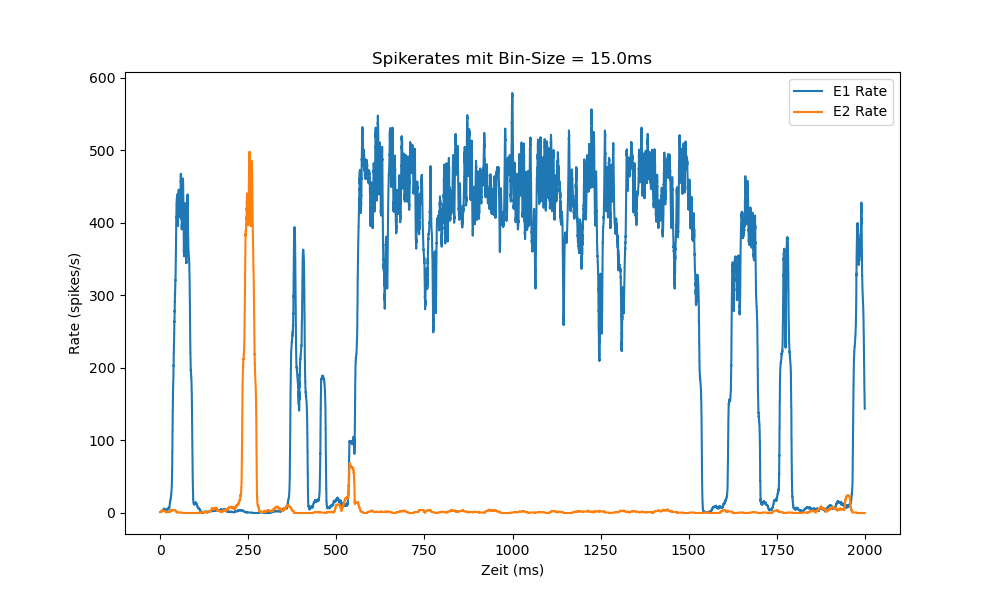 Spikerates mit Bin-Size = 15.0ms
E1 Rate
E2 Rate
Rate (spikes/s)
600
500
400
300
200
100
0
0 250 500 750 1000 1250 1500 1750 2000
Zeit (ms)